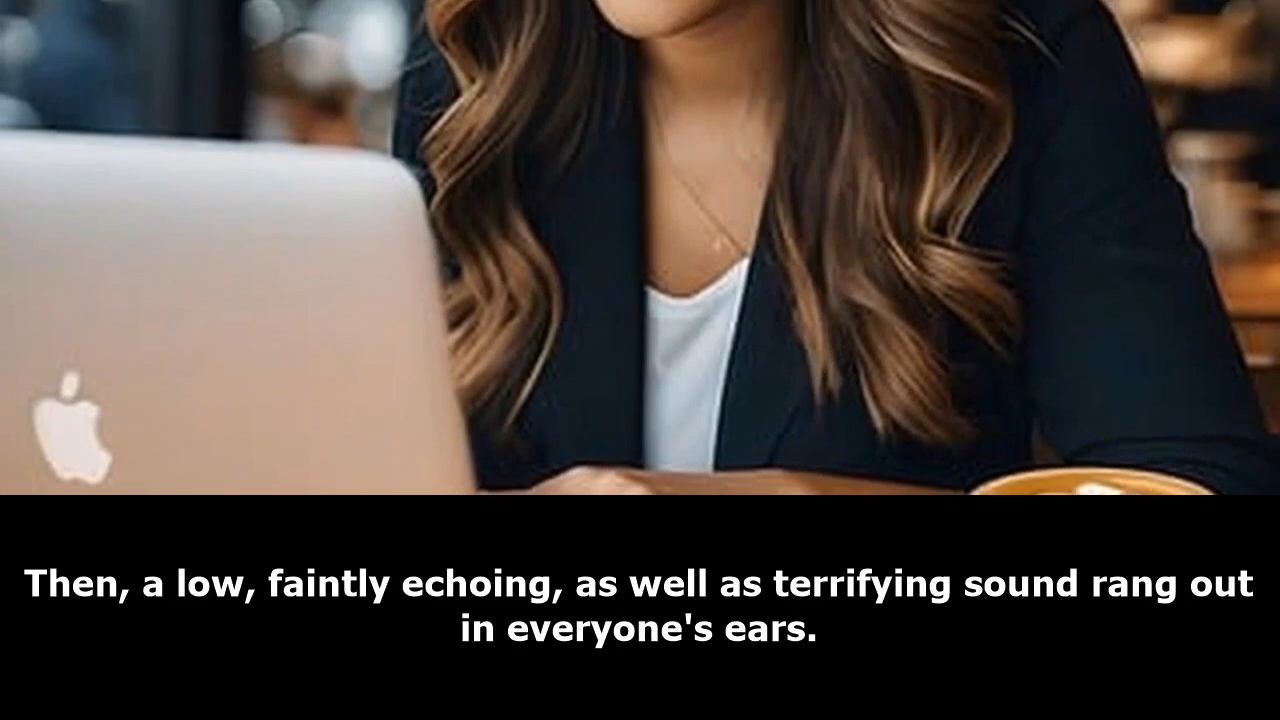 Then, a low, faintly echoing, as well as terrifying sound rang out
in everyone's ears.